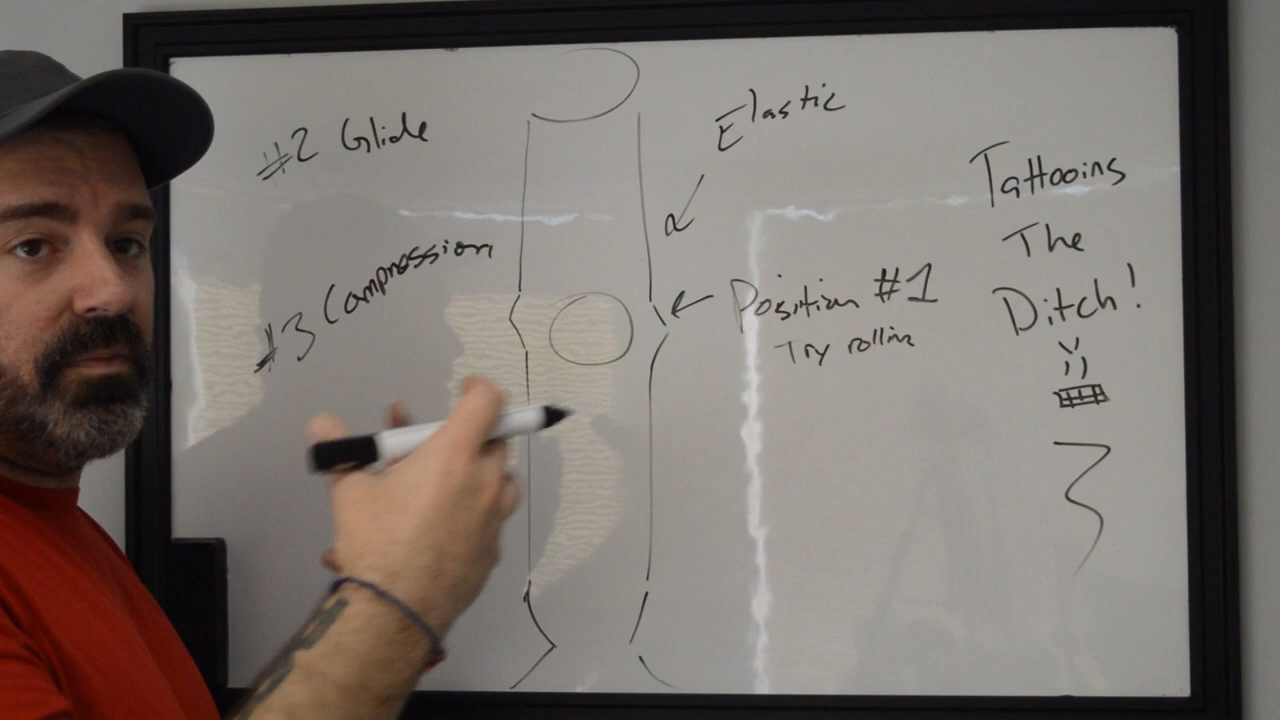 #2 Glide
Elastic
Tattooing
The
Ditch!
#3 Compression
Position #1
Try rollin